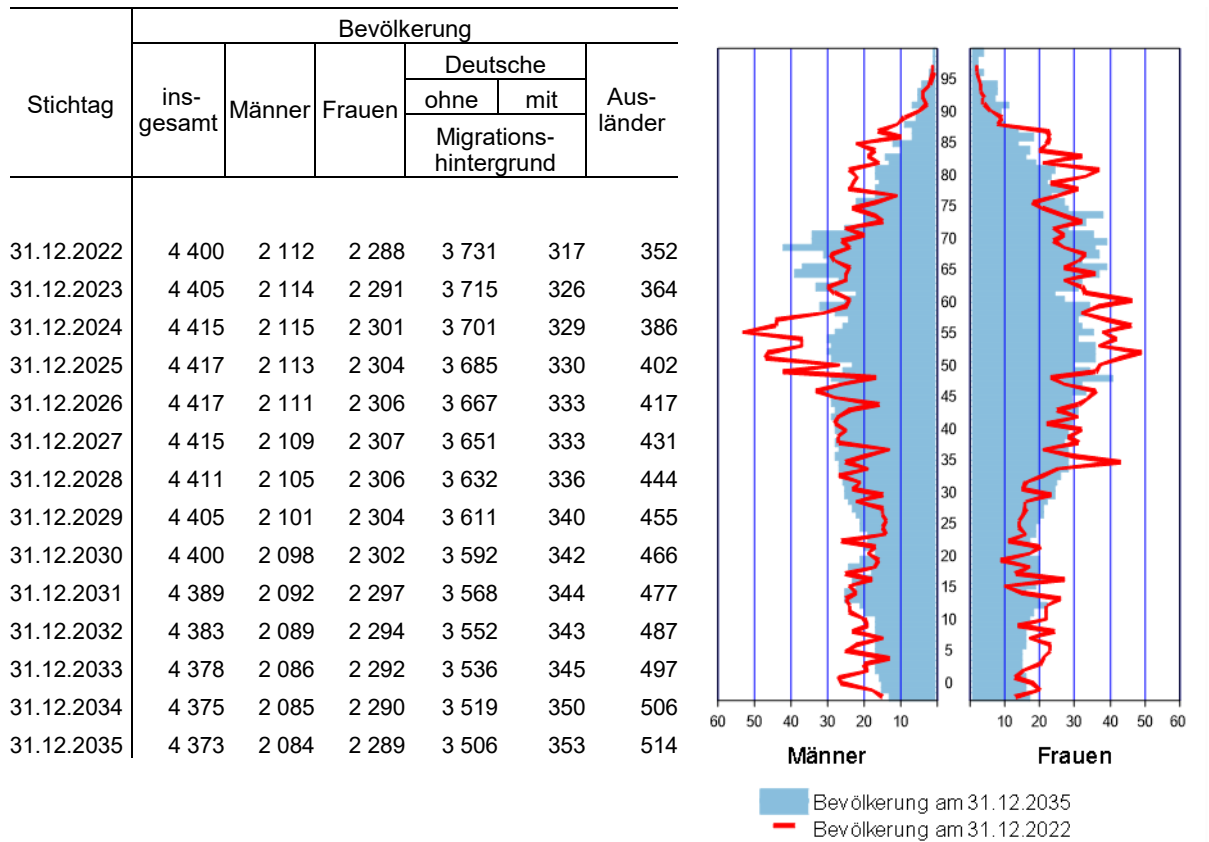 Bevölkerung
Deutsche
Stichtag
ins-
gesamt
Männer
Frauen
ohne
mit
Aus-
länder
Migrations-
hintergrund
31.12.2022 4 400 2 112 2 288 3 731 317 352
31.12.2023 4 405 2 114 2 291 3 715 326 364
31.12.2024 4 415 2 115 2 301 3 701 329 386
31.12.2025 4 417 2 113 2 304 3 685 330 402
31.12.2026 4 417 2 111 2 306 3 667 333 417
31.12.2027 4 415 2 109 2 307 3 651 333 431
31.12.2028 4 411 2 105 2 306 3 632 336 444
31.12.2029 4 405 2 101 2 304 3 611 340 455
31.12.2030 4 400 2 098 2 302 3 592 342 466
31.12.2031 4 389 2 092 2 297 3 568 344 477
31.12.2032 4 383 2 089 2 294 3 552 343 487
31.12.2033 4 378 2 086 2 292 3 536 345 497
31.12.2034 4 375 2 085 2 290 3 519 350 506
31.12.2035 4 373 2 084 2 289 3 506 353 514
95
90
85
80
75
70
65
60
55
50
45
40
35
30
25
20
15
10
5
0
60 50 40 30 20 10 10 20 30 40 50 60
Männer Frauen
Bevölkerung am 31.12.2035
Bevölkerung am 31.12.2022